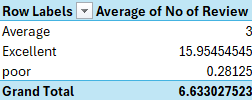 Row Labels Average of No of Review
Average 3
Excellent 15.95454545
poor 0.28125
Grand Total 6.633027523